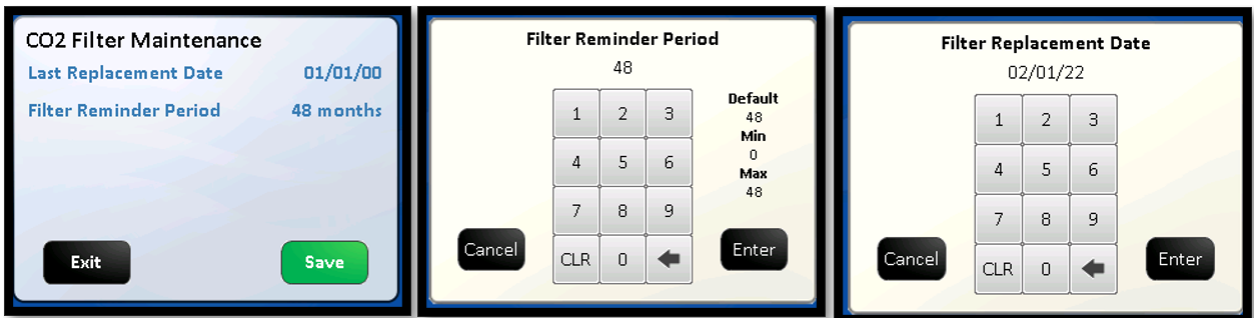 CO2 Filter Maintenance
Last Replacement Date 01/01/00
Filter Reminder Period 48 months
Exit Save
Filter Reminder Period
48
1 2 3
4 5 6
7 8 9
CLR 0
Default
48
Min
0
Max
48
Cancel Enter
Filter Replacement Date
02/01/22
1 2 3
4 5 6
7 8 9
CLR 0
Cancel Enter